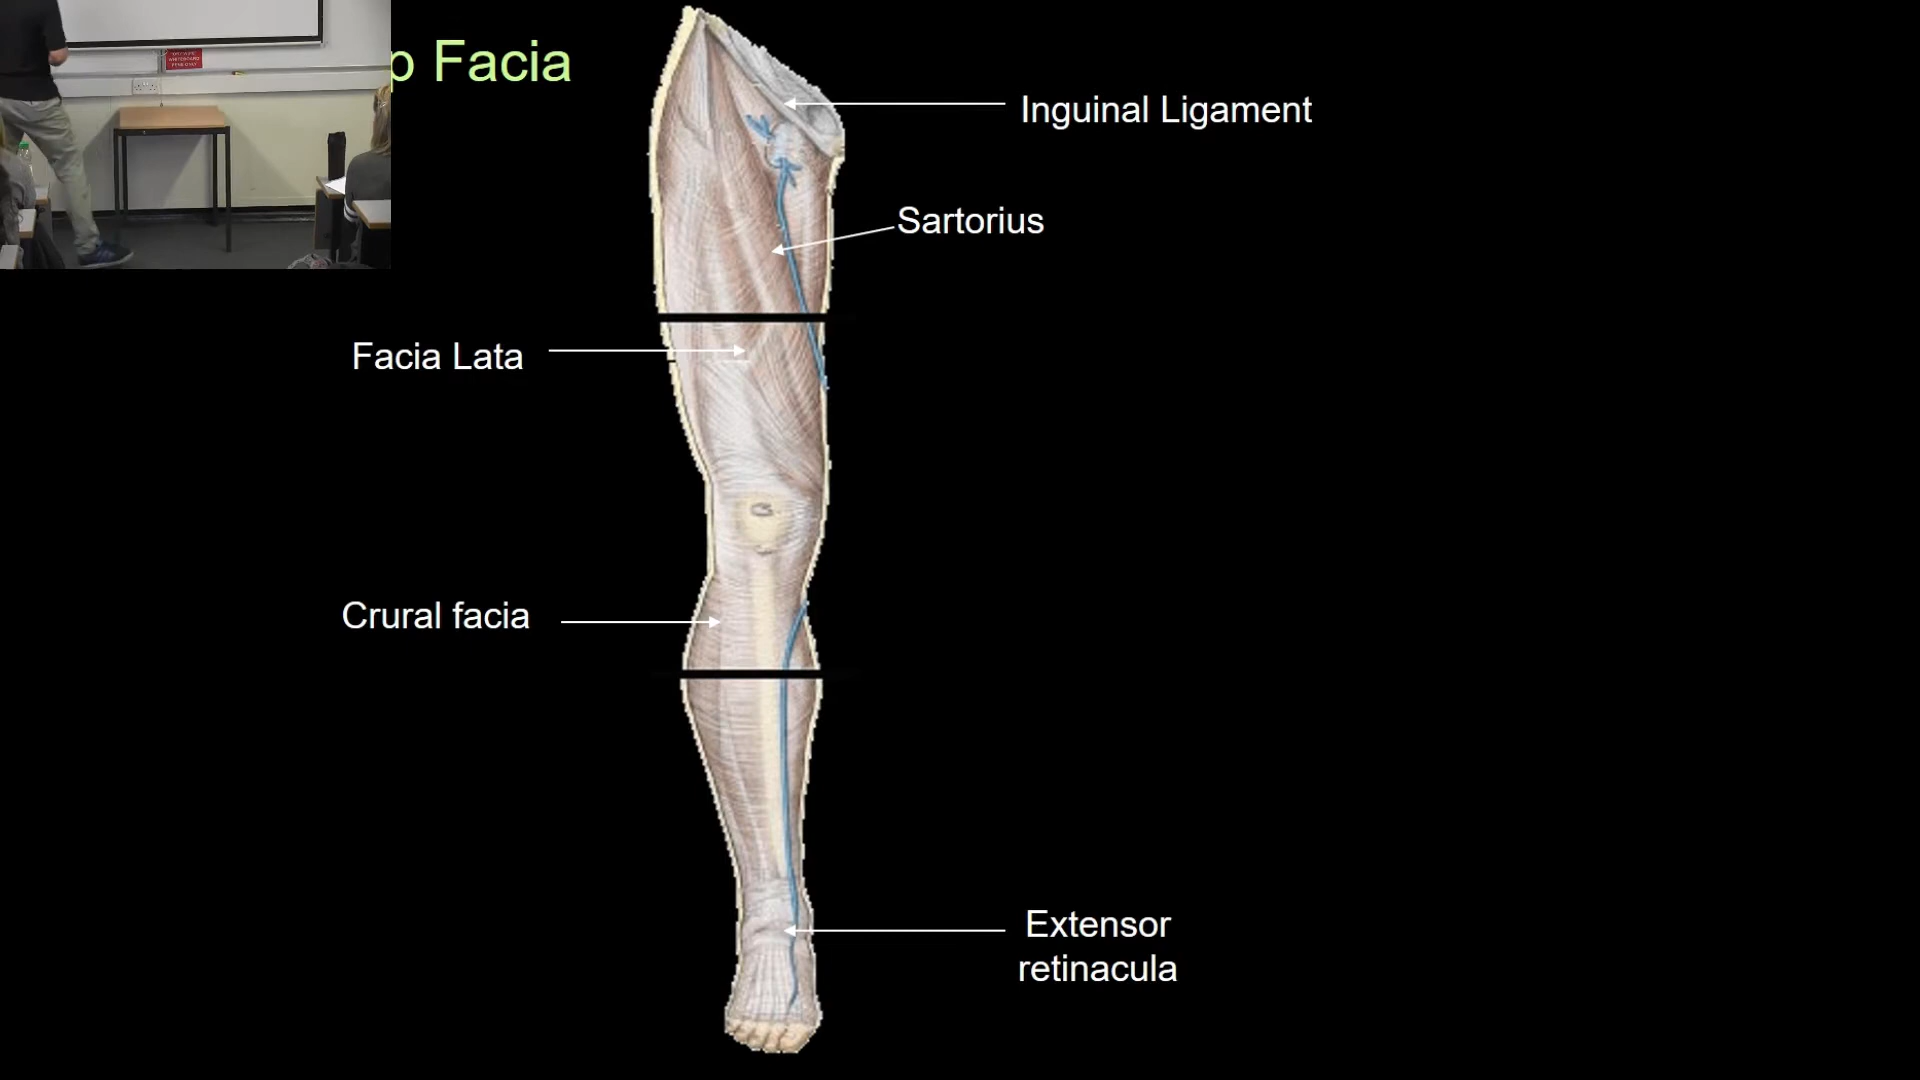 p Facia
Inguinal Ligament
Sartorius
Facia Lata
Crural facia
Extensor
retinacula